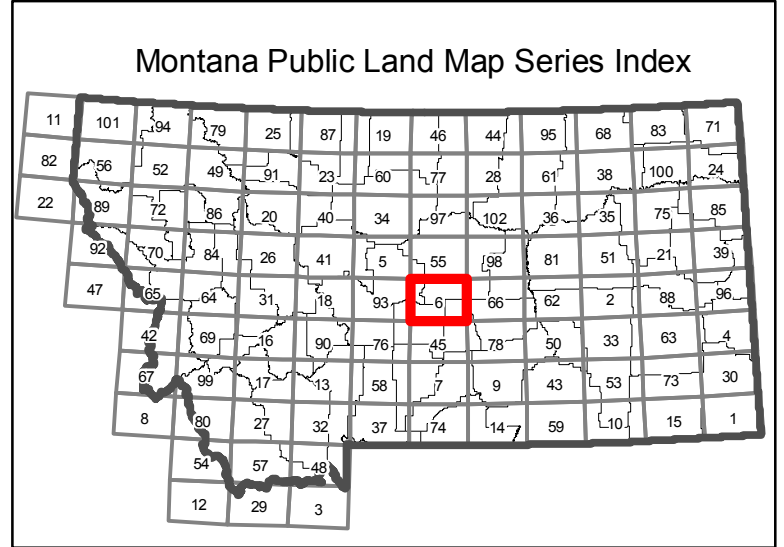 Montana Public Land Map Series Index
11 101 94 79 25 87 19 46 44 95 68 83 71
82 56 52 49 91 23 60 77 28 61 38 100 24
22 89 72 86 20 40 34 97 102 36 35 75 85
92 70 84 26 41 5 55 98 81 51 21 39
47 65 64 31 18 93 6 66 62 2 88 96
42 69 16 90 76 45 78 50 33 63 4
67 99 17 13 58 7 9 43 53 73 30
8 80 27 32 37 74 14 59 10 15 1
54 57 48
12 29 3